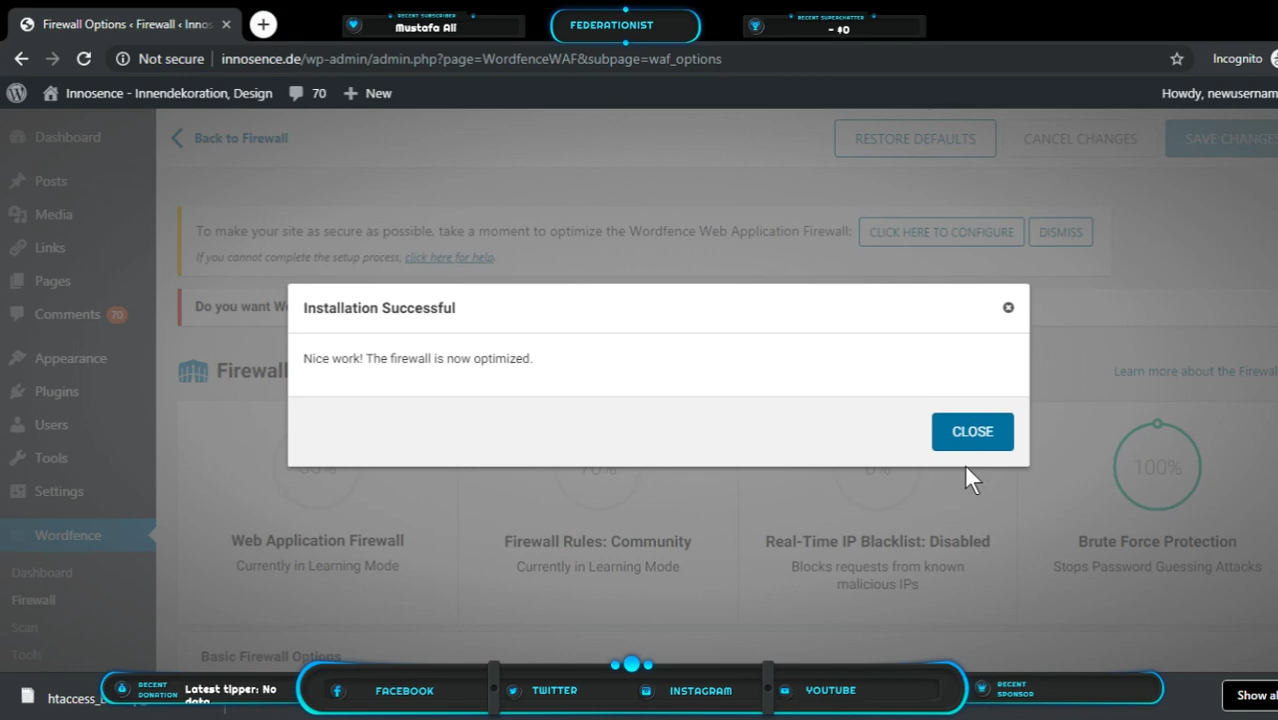 Firewall Options ‹ Firewall ‹ Innos
RECENT SUBSCRIBER
Mustafa Ali
FEDERATIONIST
RECENT SUPERCHATTER
- $0
Not secure
innosence.de/wp-admin/admin.php?page=WordfenceWAF&subpage=waf_options
Incognito
Innosence - Innendekoration, Design
70
New
Howdy, newusernam
Dashboard
Posts
Media
Links
Pages
Comments 70
Appearance
Plugins
Users
Tools
Settings
Wordfence
Dashboard
Firewall
Scan
Tools
Back to Firewall
RESTORE DEFAULTS
CANCEL CHANGES
SAVE CHANGES
To make your site as secure as possible, take a moment to optimize the Wordfence Web Application Firewall:
CLICK HERE TO CONFIGURE
DISMISS
If you cannot complete the setup process, click here for help.
Do you want Wo
Installation Successful
Nice work! The firewall is now optimized.
CLOSE
Firewall
Learn more about the Firewal
100%
Web Application Firewall
Currently in Learning Mode
Firewall Rules: Community
Currently in Learning Mode
Real-Time IP Blacklist: Disabled
Blocks requests from known
malicious IPs
Brute Force Protection
Stops Password Guessing Attacks
Basic Firewall Options
htaccess_
RECENT
DONATION
Latest tipper: No
data
FACEBOOK
TWITTER
INSTAGRAM
YOUTUBE
RECENT
SPONSOR
Show al